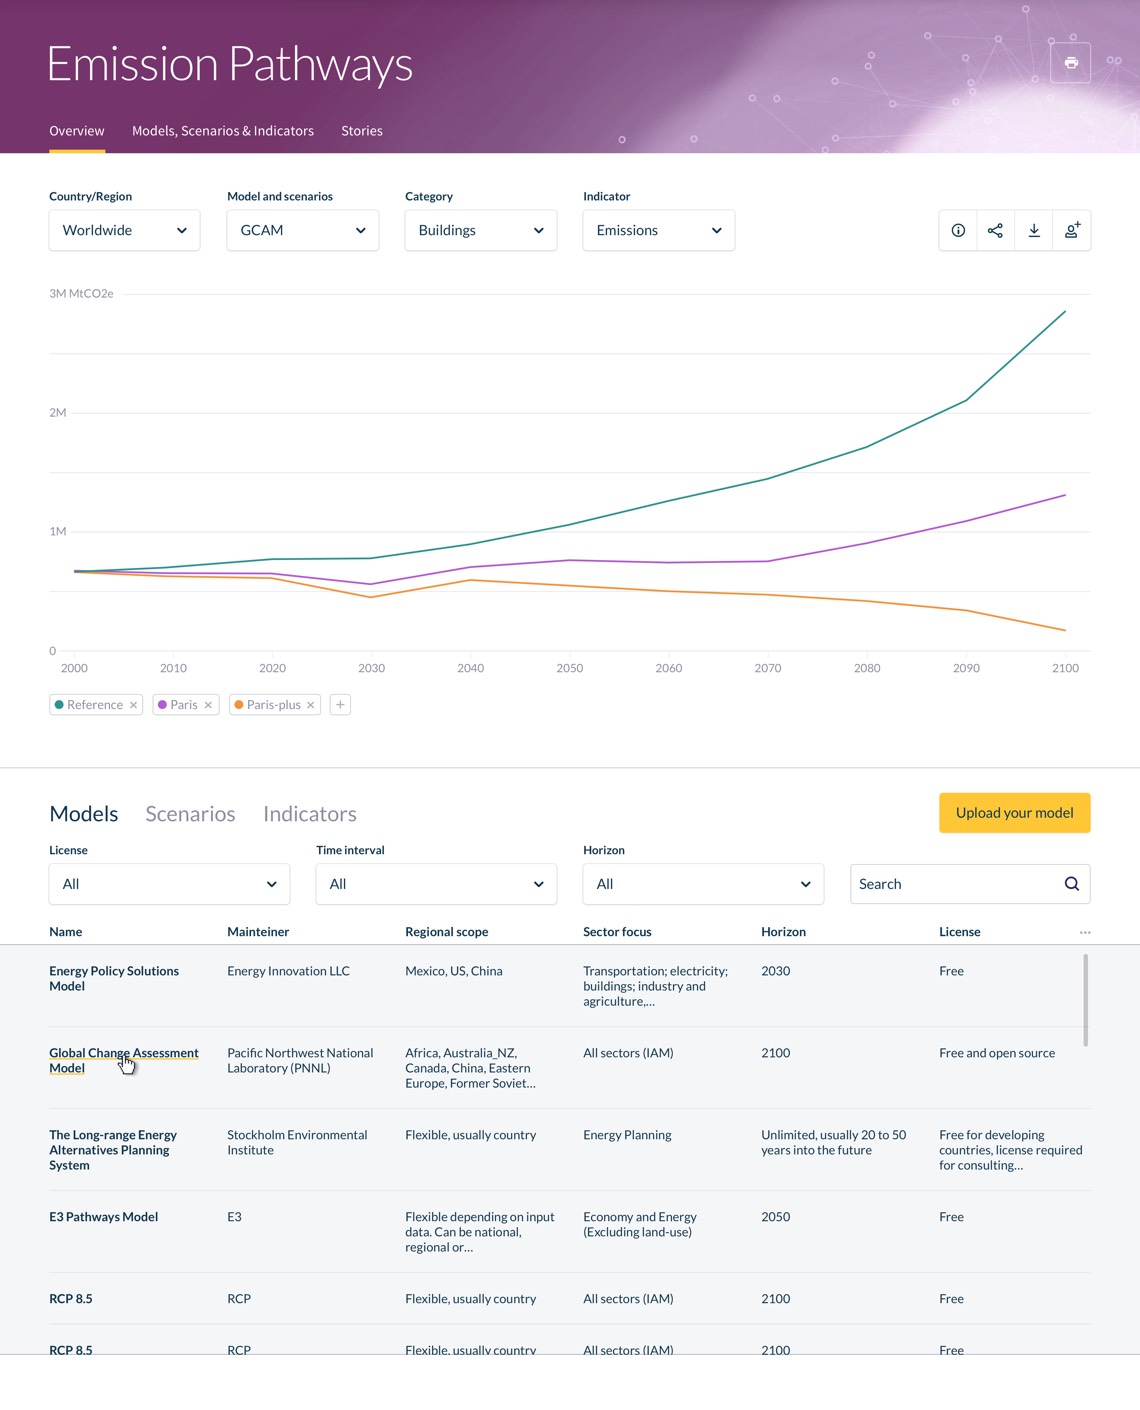 Emission Pathways
Overview Models, Scenarios & Indicators Stories
Country/Region Model and scenarios Category Indicator
Worldwide GCAM Buildings Emissions
3M MtCO2e
2M
1M
0
2000 2010 2020 2030 2040 2050 2060 2070 2080 2090 2100
Reference × Paris × Paris-plus × +
Models Scenarios Indicators Upload your model
License Time interval Horizon
All All All Search
Name Mainteiner Regional scope Sector focus Horizon License ...
Energy Policy Solutions Energy Innovation LLC Mexico, US, China Transportation; electricity; 2030 Free
Model buildings; industry and
agriculture,...
Global Change Assessment Pacific Northwest National Africa, Australia_NZ, All sectors (IAM) 2100 Free and open source
Model Laboratory (PNNL) Canada, China, Eastern
Europe, Former Soviet...
The Long-range Energy Stockholm Environmental Flexible, usually country Energy Planning Unlimited, usually 20 to 50 Free for developing
Alternatives Planning Institute years into the future countries, license required
System for consulting...
E3 Pathways Model E3 Flexible depending on input Economy and Energy 2050 Free
data. Can be national, (Excluding land-use)
regional or...
RCP 8.5 RCP Flexible, usually country All sectors (IAM) 2100 Free
RCP 8.5 RCP Flexible, usually country All sectors (IAM) 2100 Free